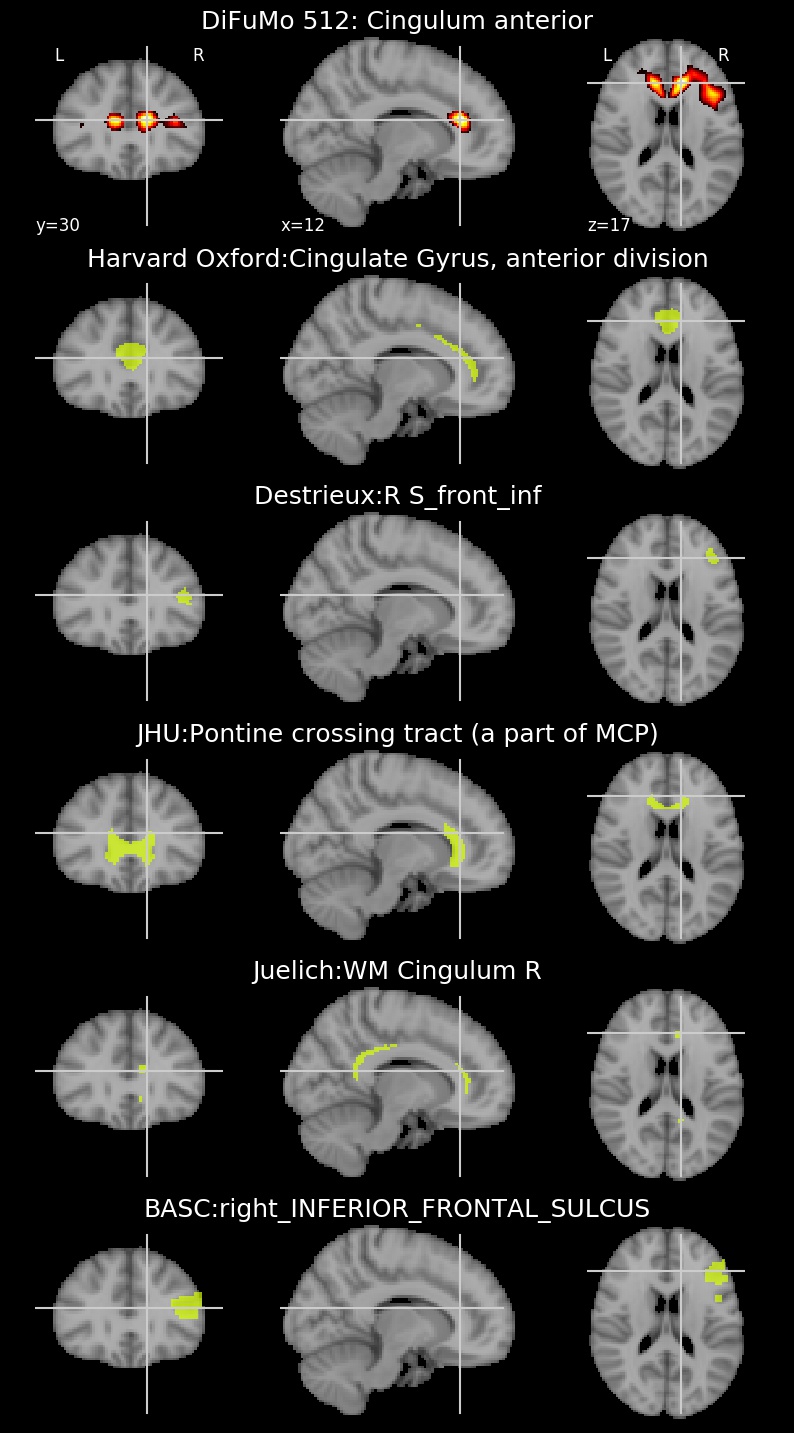 DiFuMo 512: Cingulum anterior
L R L R
y=30 x=12 z=17
Harvard Oxford:Cingulate Gyrus, anterior division
Destrieux:R S_front_inf
JHU:Pontine crossing tract (a part of MCP)
Juelich:WM Cingulum R
BASC:right_INFERIOR_FRONTAL_SULCUS